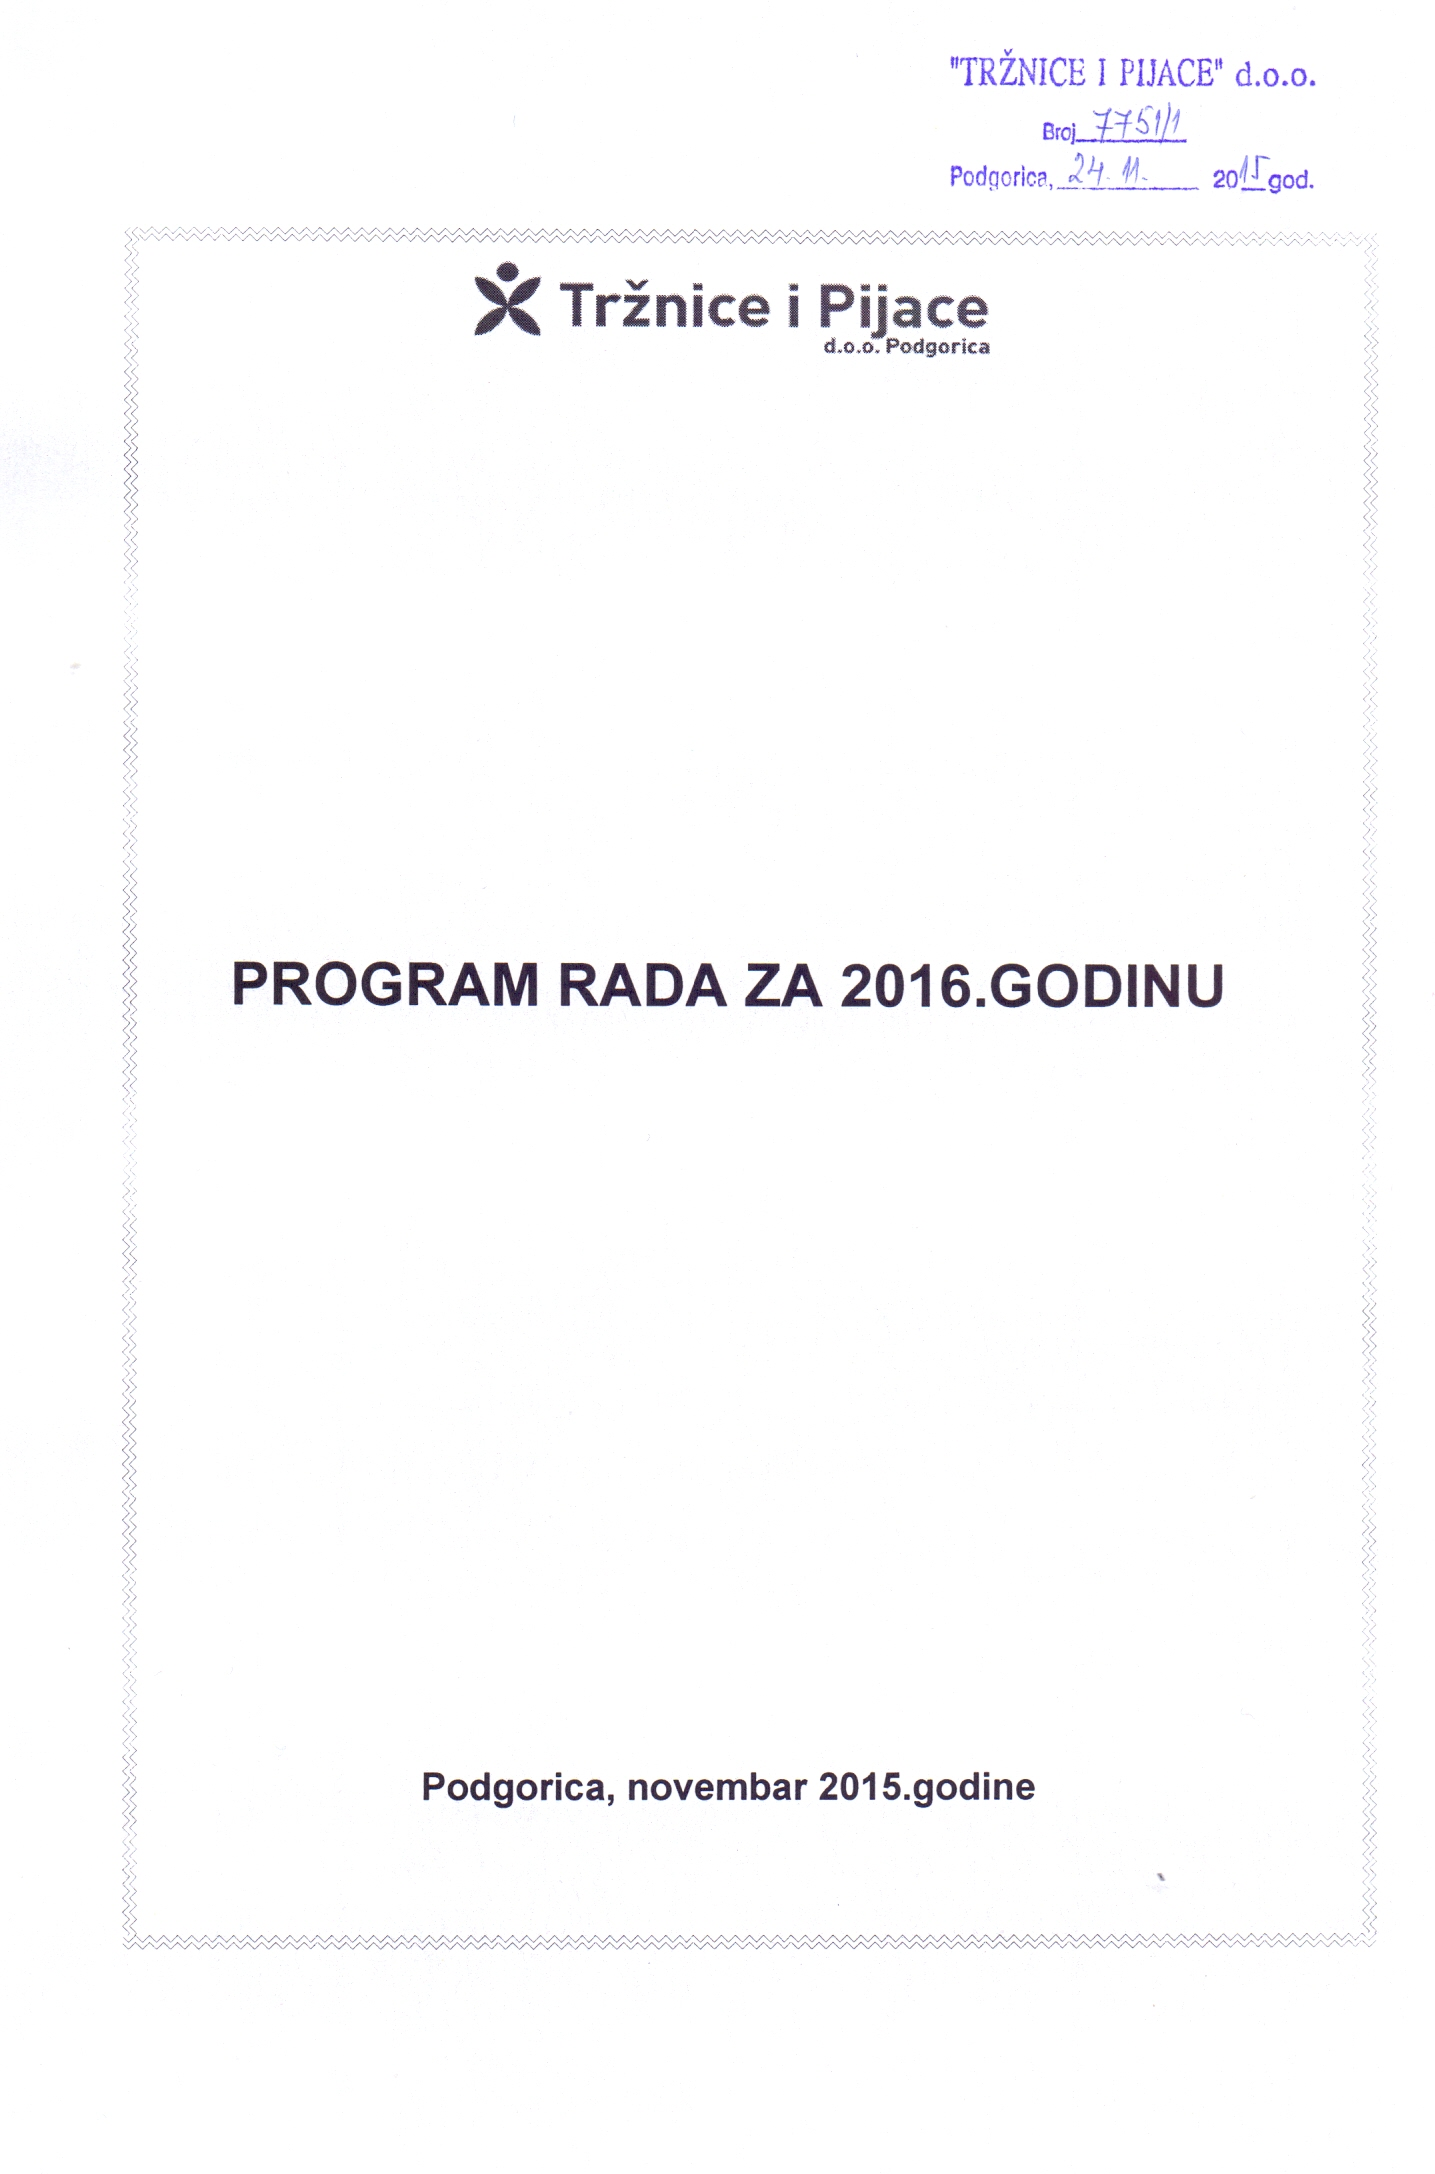 "TRŽNICE I PIJACE" d.o.o.
Broj 7751/1
Podgorica, 24. 11. 2015 god.
Tržnice i Pijace
d.o.o. Podgorica
PROGRAM RADA ZA 2016.GODINU
Podgorica, novembar 2015.godine